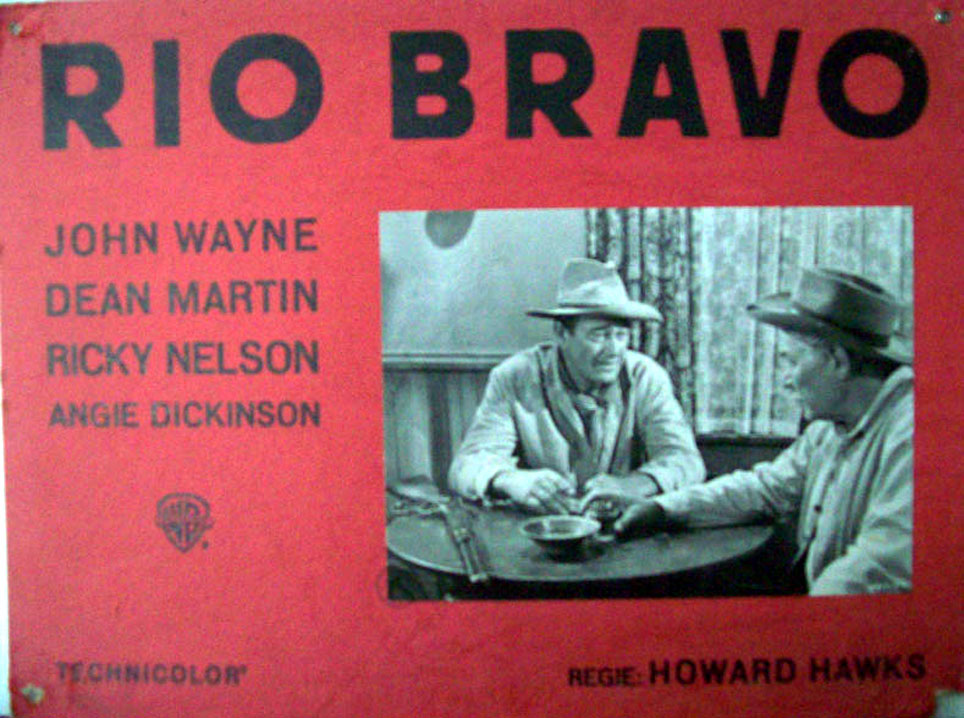 RIO BRAVO
JOHN WAYNE
DEAN MARTIN
RICKY NELSON
ANGIE DICKINSON
WB
TECHNICOLOR®
REGIE: HOWARD HAWKS